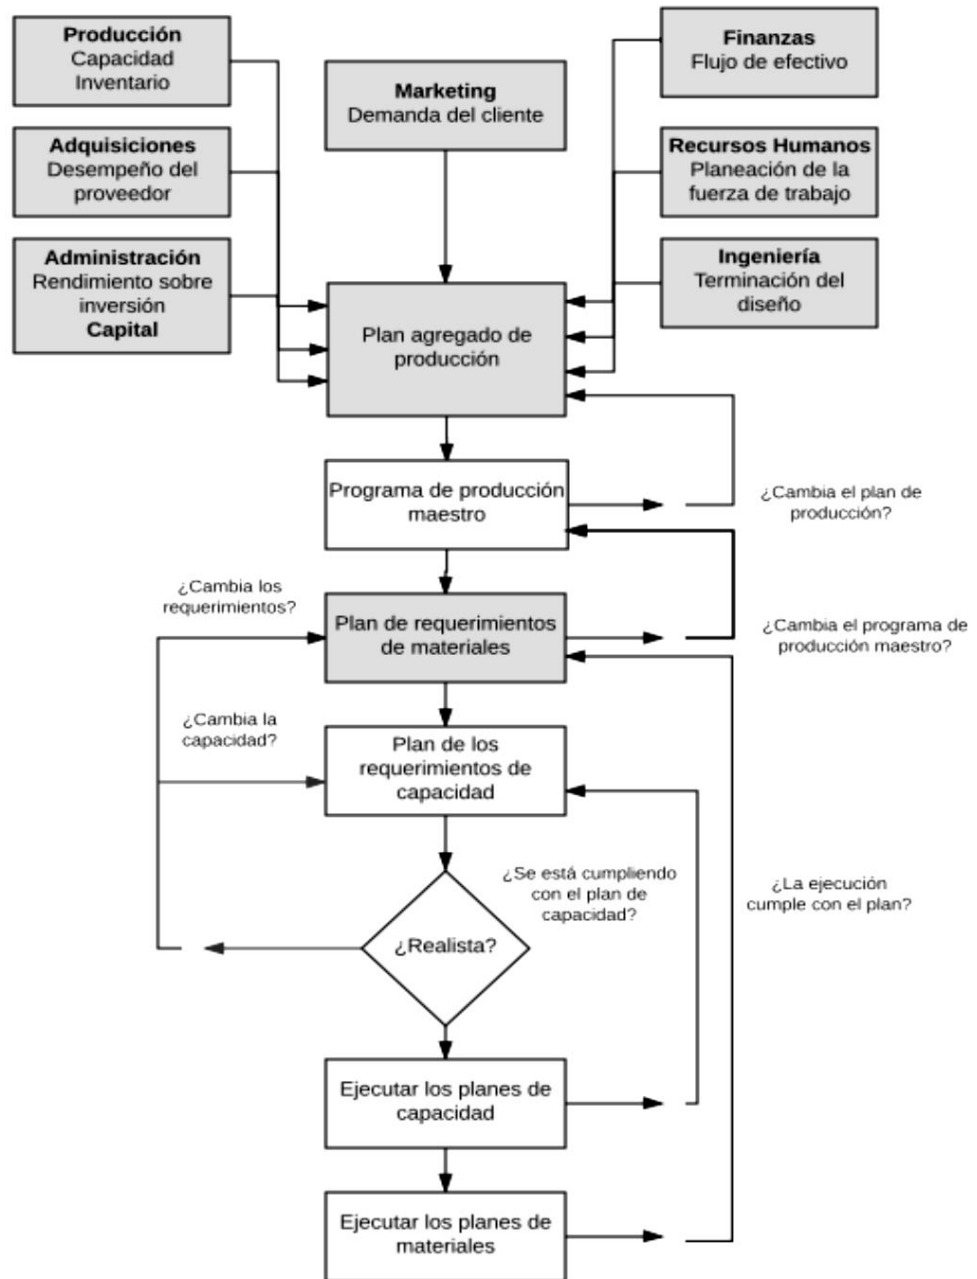 Producción
Capacidad
Inventario
Adquisiciones
Desempeño del
proveedor
Administración
Rendimiento sobre
inversión
Capital
Marketing
Demanda del cliente
Finanzas
Flujo de efectivo
Recursos Humanos
Planeación de la
fuerza de trabajo
Ingeniería
Terminación del
diseño
Plan agregado de
producción
Programa de producción
maestro
¿Cambia el plan de
producción?
¿Cambia los
requerimientos?
Plan de requerimientos
de materiales
¿Cambia el programa de
producción maestro?
¿Cambia la
capacidad?
Plan de los
requerimientos de
capacidad
¿Se está cumpliendo
con el plan de
capacidad?
¿La ejecución
cumple con el plan?
¿Realista?
Ejecutar los planes de
capacidad
Ejecutar los planes de
materiales